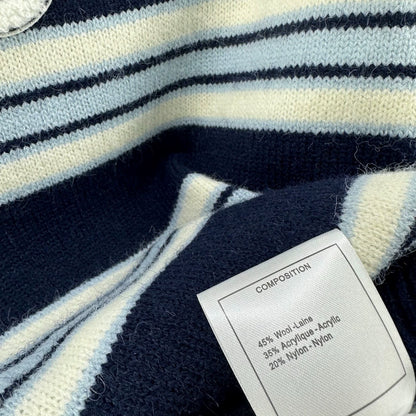 COMPOSITION
45% Wool-Laine
35% Acrylique-Acrylic
20% Nylon-Nylon